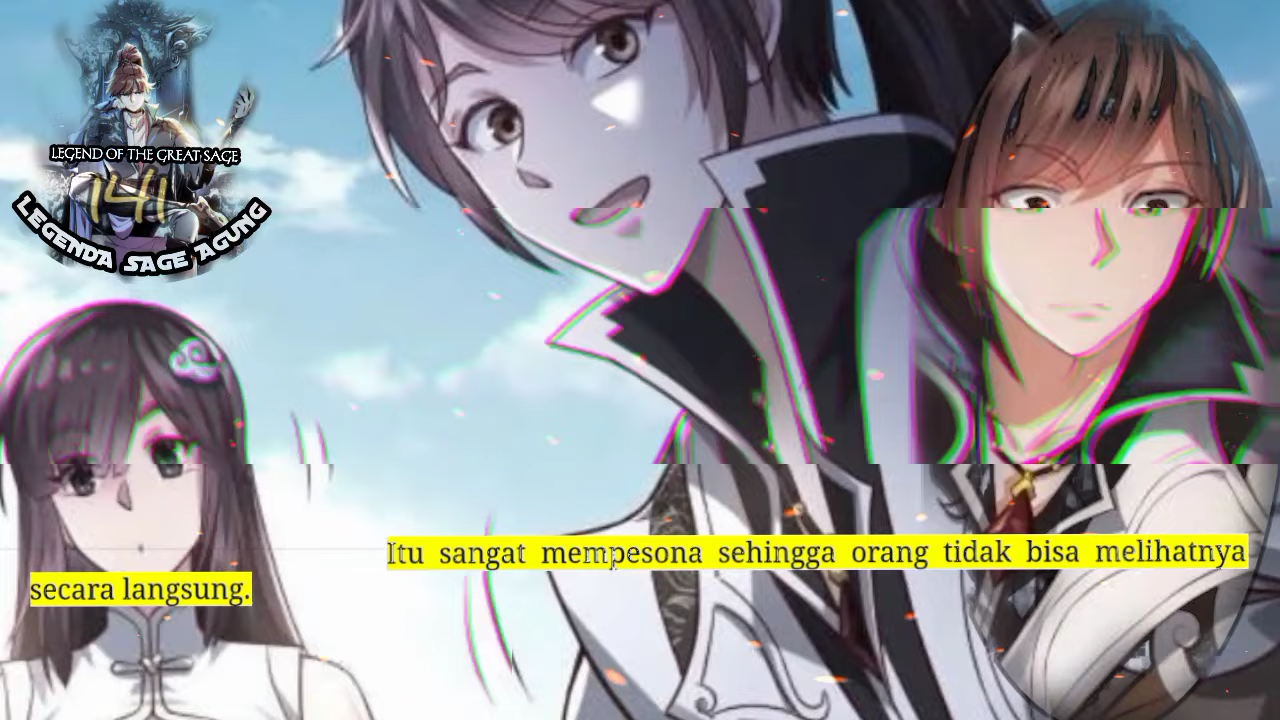 LEGEND OF THE GREAT SAGE
141
LEGENDA SAGE AGUNG
Itu sangat mempesona sehingga orang tidak bisa melihatnya
secara langsung.